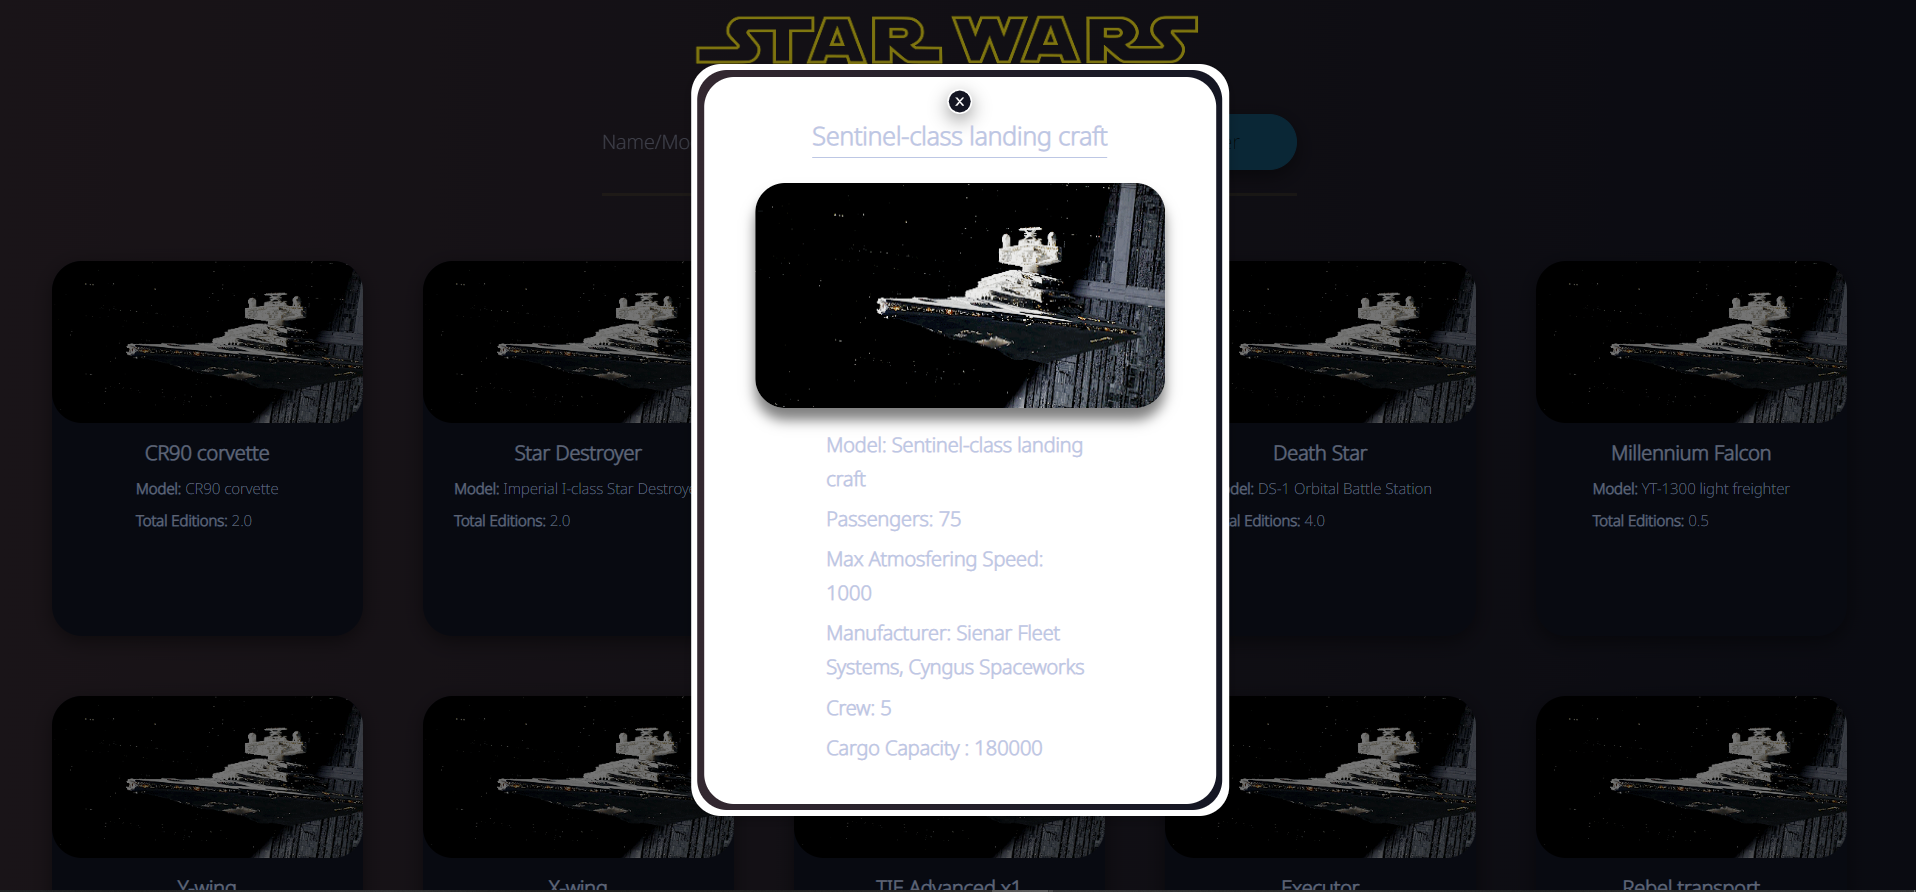 STAR WARS
X
Name/Mo
r
Sentinel-class landing craft
Model: Sentinel-class landing
craft
Passengers: 75
Max Atmosfering Speed:
1000
Manufacturer: Sienar Fleet
Systems, Cyngus Spaceworks
Crew: 5
Cargo Capacity : 180000
CR90 corvette
Model: CR90 corvette
Total Editions: 2.0
Star Destroyer
Model: Imperial I-class Star Destroye
Total Editions: 2.0
Death Star
del: DS-1 Orbital Battle Station
al Editions: 4.0
Millennium Falcon
Model: YT-1300 light freighter
Total Editions: 0.5
Y-wing
X-wing
TIE Advanced x1
Executor
Rebel transport